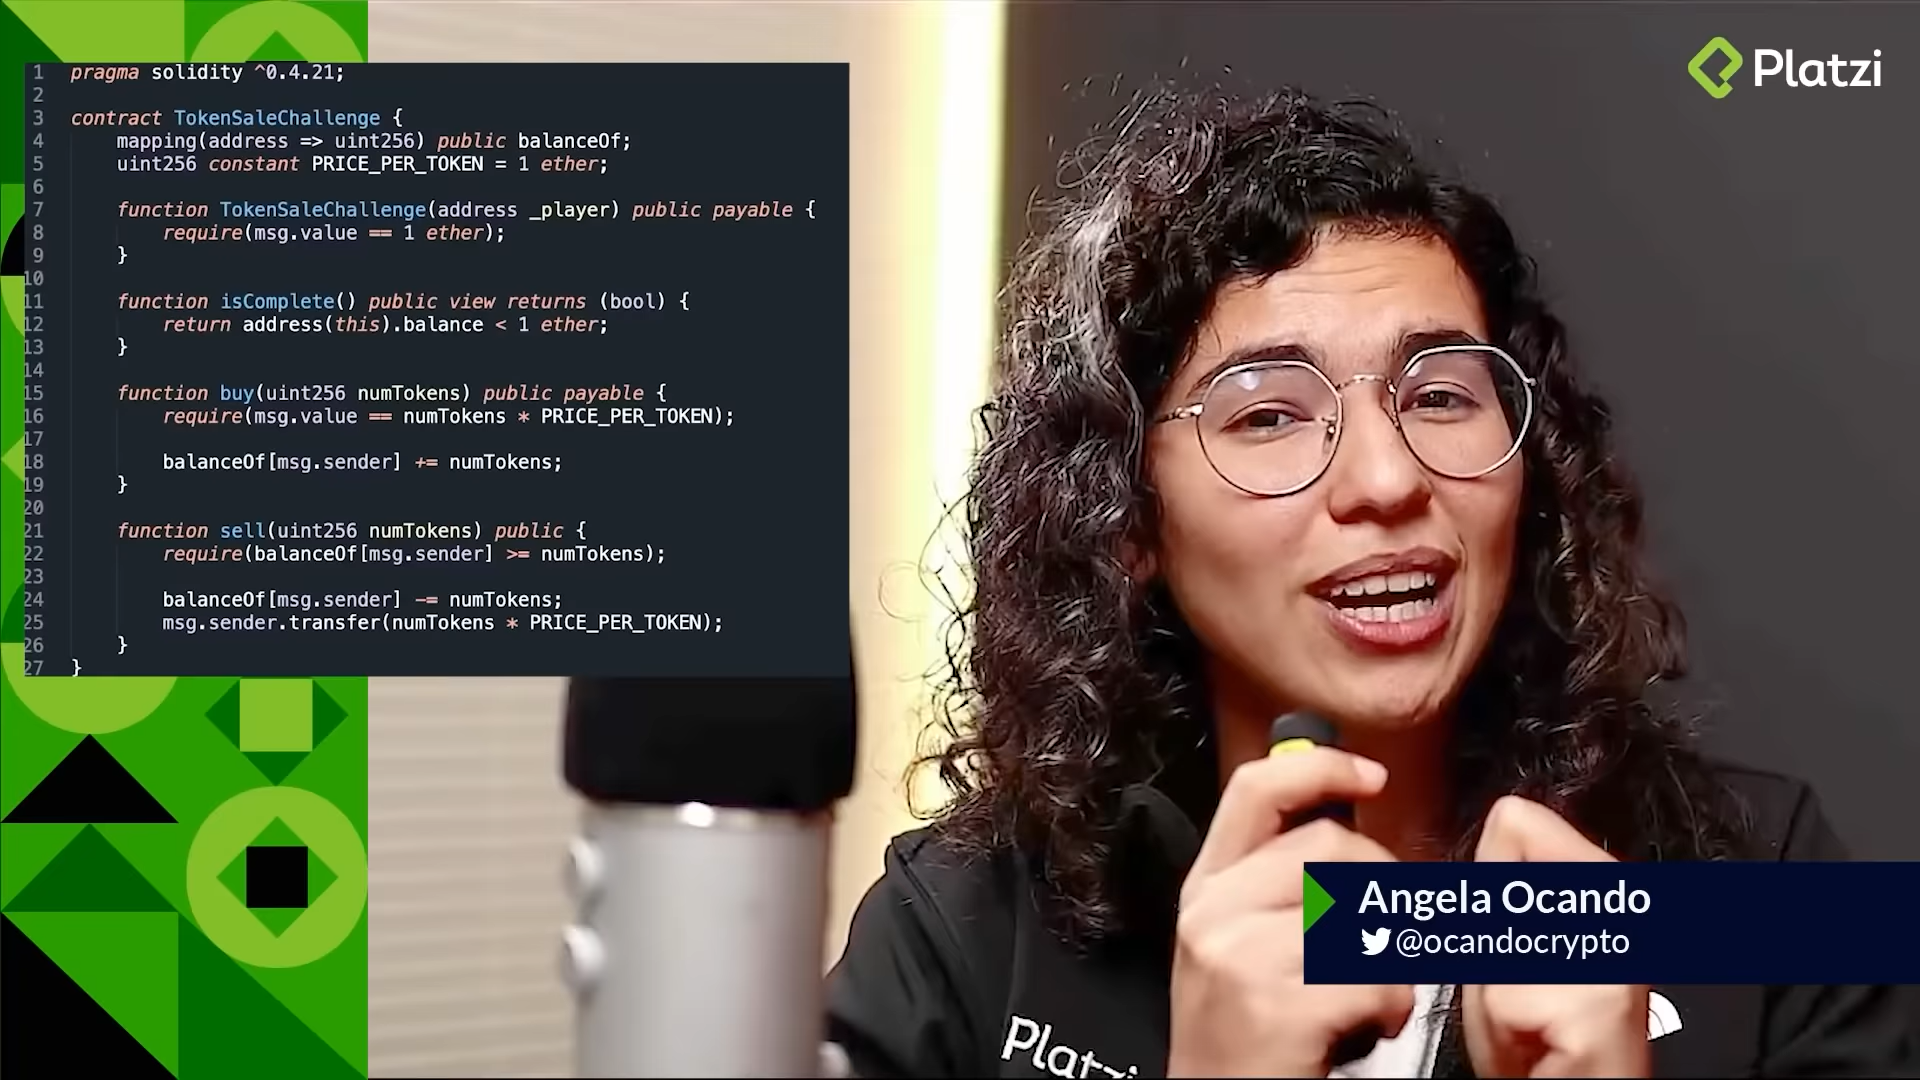 1 pragma solidity ^0.4.21;
2
3 contract TokenSaleChallenge {
4 mapping(address => uint256) public balanceOf;
5 uint256 constant PRICE_PER_TOKEN = 1 ether;
6
7 function TokenSaleChallenge(address _player) public payable {
8 require(msg.value == 1 ether);
9 }
10
11 function isComplete() public view returns (bool) {
12 return address(this).balance < 1 ether;
13 }
14
15 function buy(uint256 numTokens) public payable {
16 require(msg.value == numTokens * PRICE_PER_TOKEN);
17
18 balanceOf[msg.sender] += numTokens;
19 }
20
21 function sell(uint256 numTokens) public {
22 require(balanceOf[msg.sender] >= numTokens);
23
24 balanceOf[msg.sender] -= numTokens;
25 msg.sender.transfer(numTokens * PRICE_PER_TOKEN);
26 }
27 }
Platzi
Angela Ocando
@ocandocrypto
Platzi